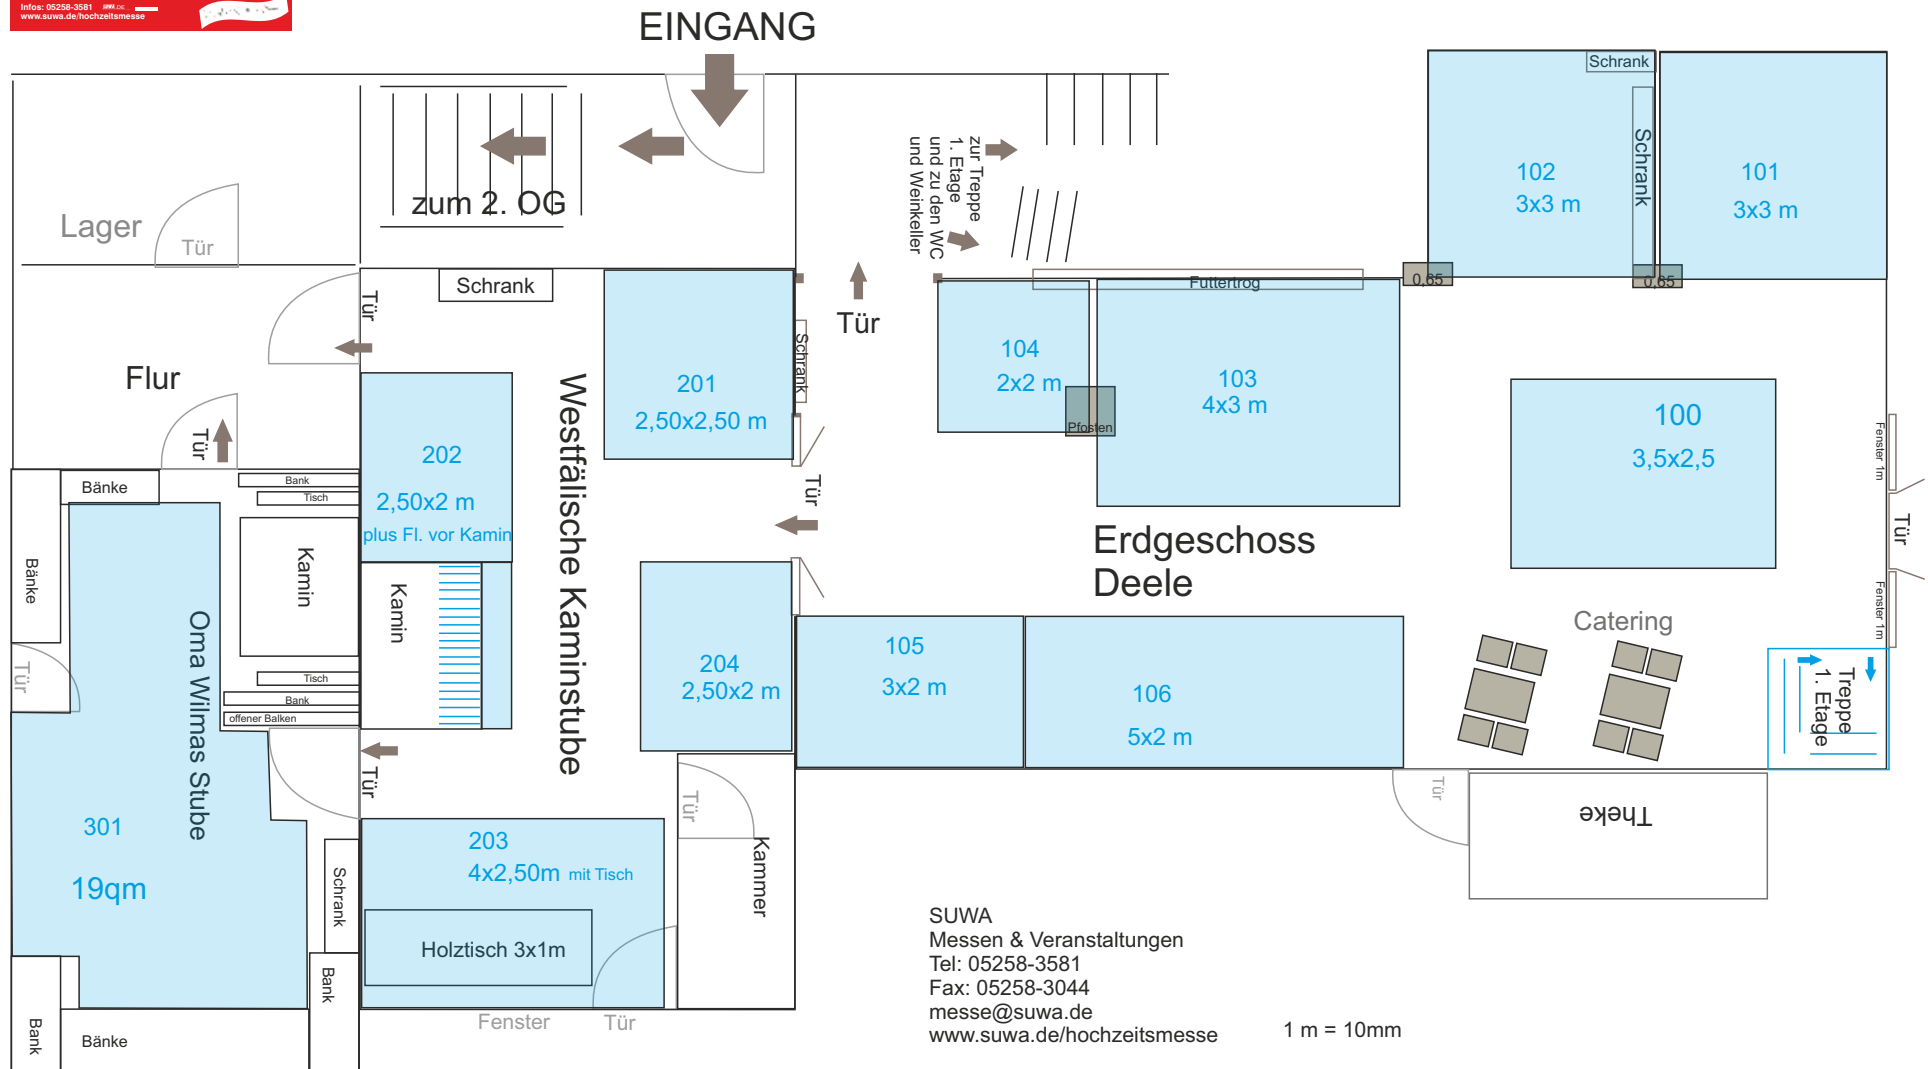 Infos: 05258-3581
www.suwa.de/hochzeitsmesse
EINGANG
zum 2. OG
Lager
Tür
zur Treppe
1. Etage
und zu den WC
und Weinkeller
Schrank
Schrank
102
3x3 m
101
3x3 m
0,65
0,65
Futtertrog
Tür
Flur
Tür
Tür
Schrank
201
2,50x2,50 m
Schrank
Tür
104
2x2 m
Pfosten
103
4x3 m
100
3,5x2,5
Fenster 1m
Tür
Fenster 1m
202
2,50x2 m
plus Fl. vor Kamin
Westfälische Kaminstube
Kamin
Erdgeschoss
Deele
Bänke
Bänke
Bank
Tisch
Kamin
Tisch
Bank
offener Balken
Tür
Oma Wilmas Stube
301
19qm
Tür
204
2,50x2 m
105
3x2 m
106
5x2 m
Catering
Treppe
1. Etage
Tür
Theke
Tür
Kammer
203
4x2,50m mit Tisch
Holztisch 3x1m
Schrank
Bank
Bank
Bänke
Fenster
Tür
SUWA
Messen & Veranstaltungen
Tel: 05258-3581
Fax: 05258-3044
messe@suwa.de
www.suwa.de/hochzeitsmesse
1 m = 10mm